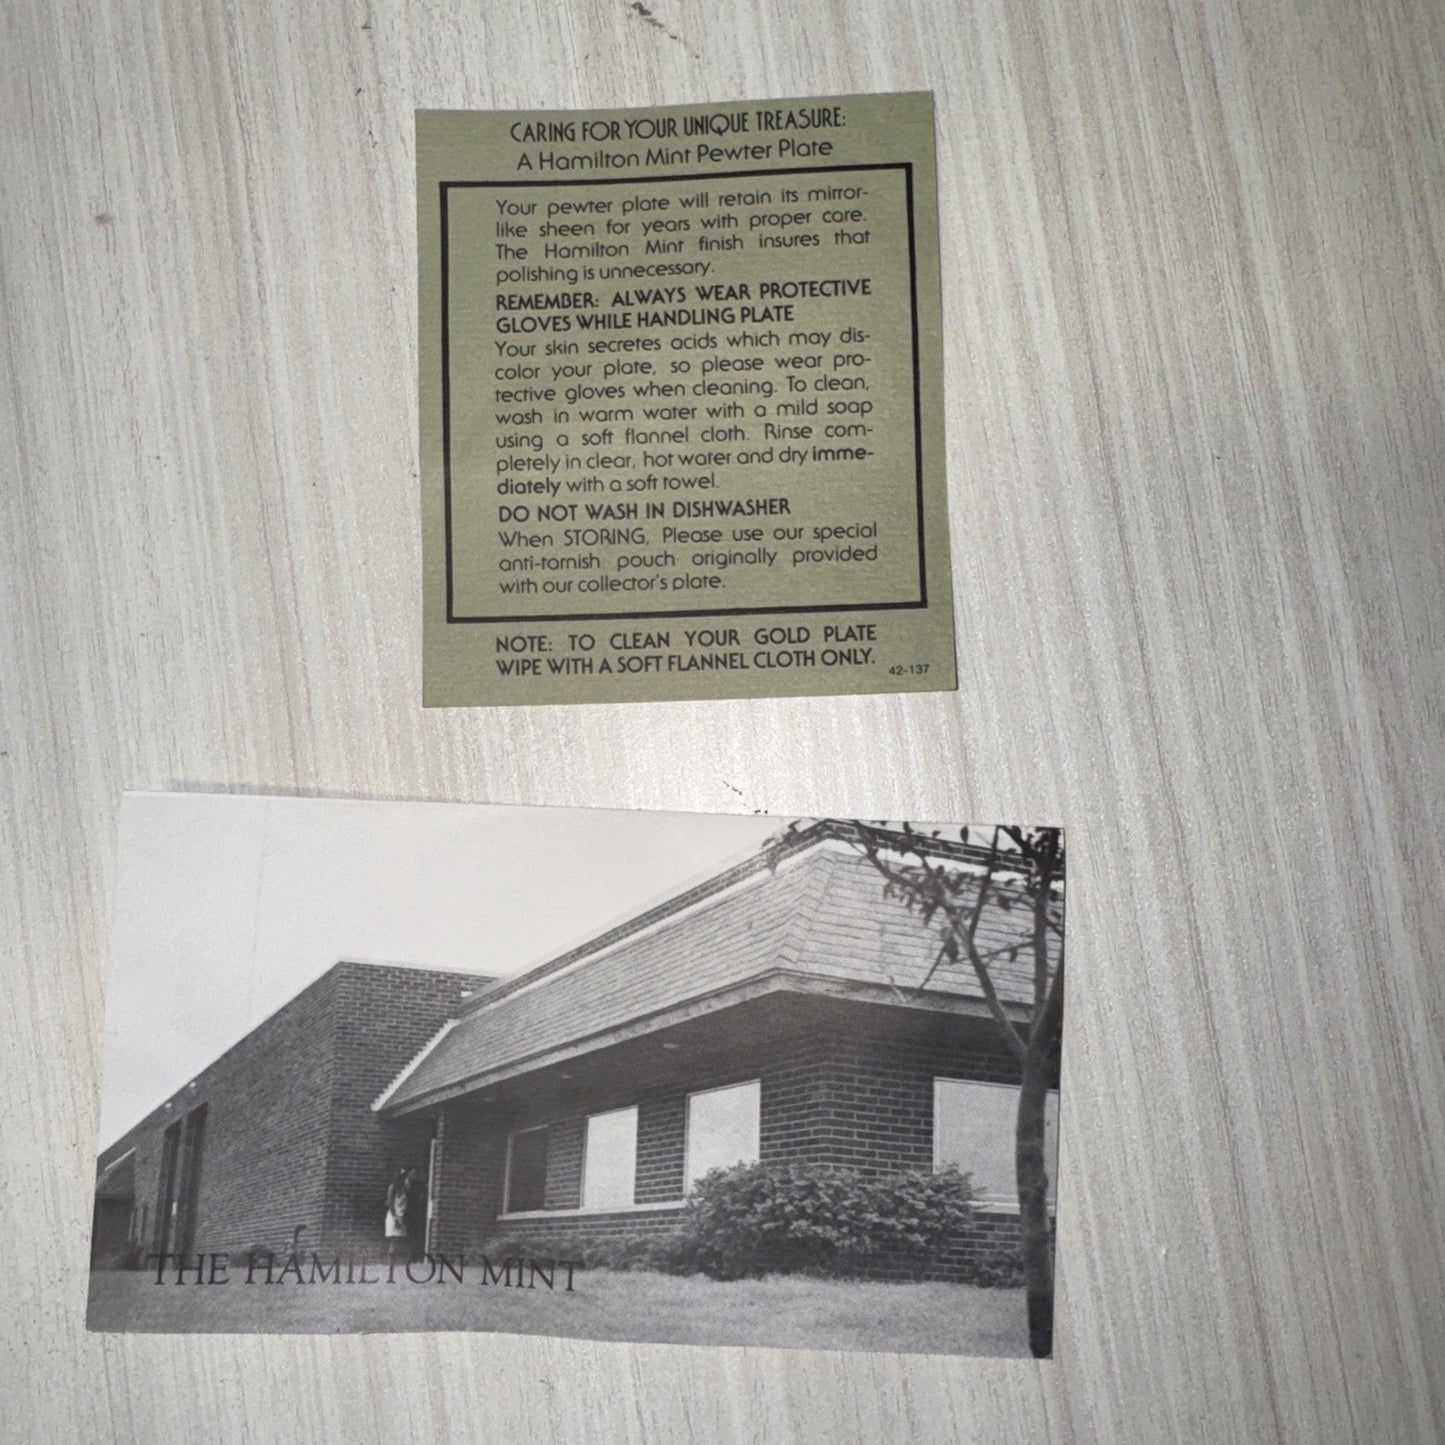 CARING FOR YOUR UNIQUE TREASURE:
A Hamilton Mint Pewter Plate
Your pewter plate will retain its mirror-
like sheen for years with proper care.
The Hamilton Mint finish insures that
polishing is unnecessary.
REMEMBER: ALWAYS WEAR PROTECTIVE
GLOVES WHILE HANDLING PLATE
Your skin secretes acids which may dis-
color your plate, so please wear pro-
tective gloves when cleaning. To clean,
wash in warm water with a mild soap
using a soft flannel cloth. Rinse com-
pletely in clear, hot water and dry imme-
diately with a soft towel.
DO NOT WASH IN DISHWASHER
When STORING, Please use our special
anti-tarnish pouch originally provided
with our collector's plate.
NOTE: TO CLEAN YOUR GOLD PLATE
WIPE WITH A SOFT FLANNEL CLOTH ONLY.
42-137
THE HAMILTON MINT